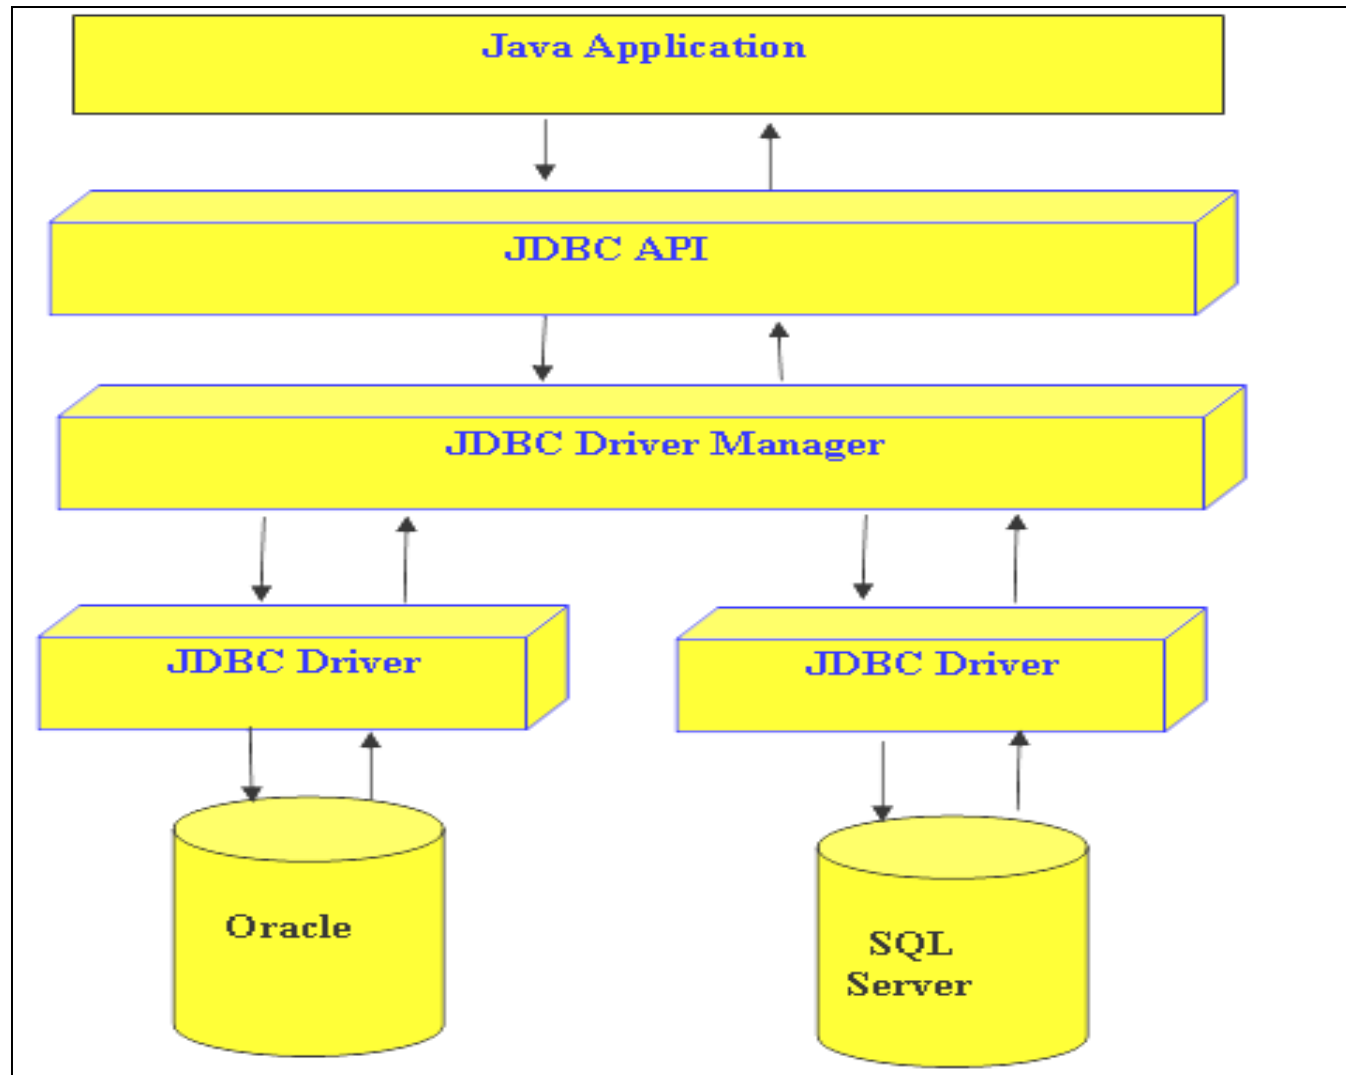 Java Application
JDBC API
JDBC Driver Manager
JDBC Driver
JDBC Driver
Oracle
SQL
Server